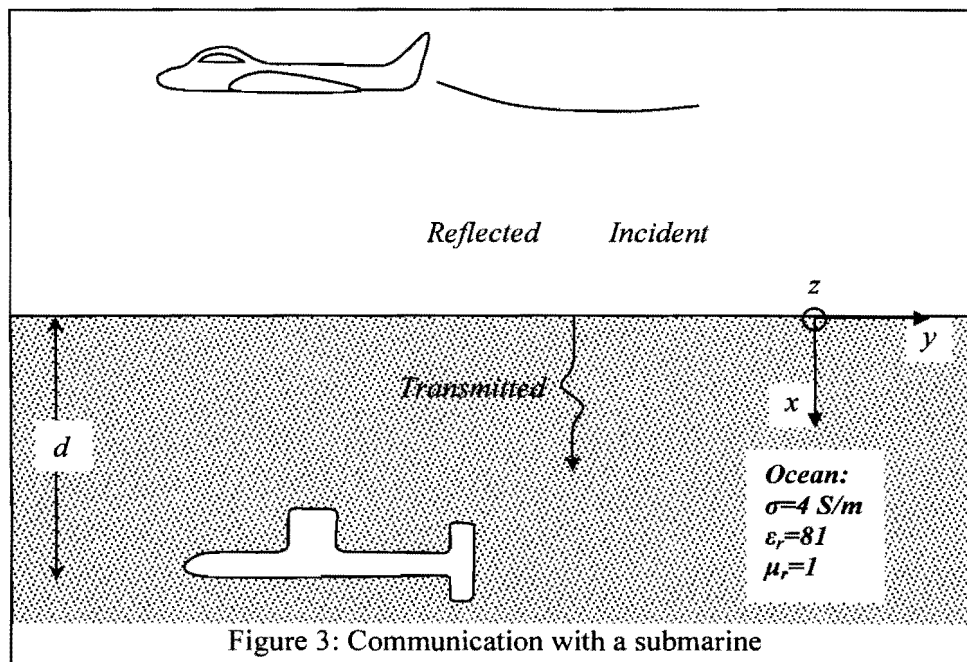 Reflected Incident
z
y
Transmitted
x
d
Ocean:
σ=4 S/m
εr=81
μr=1
Figure 3: Communication with a submarine